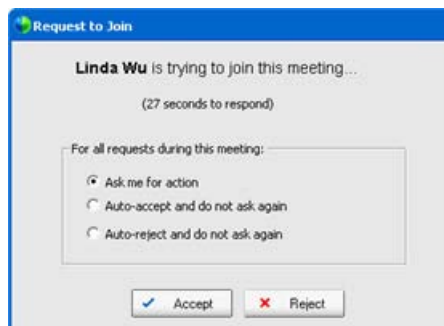 Request to Join
Linda Wu is trying to join this meeting...
(27 seconds to respond)
For all requests during this meeting:
Ask me for action
Auto-accept and do not ask again
Auto-reject and do not ask again
Accept Reject